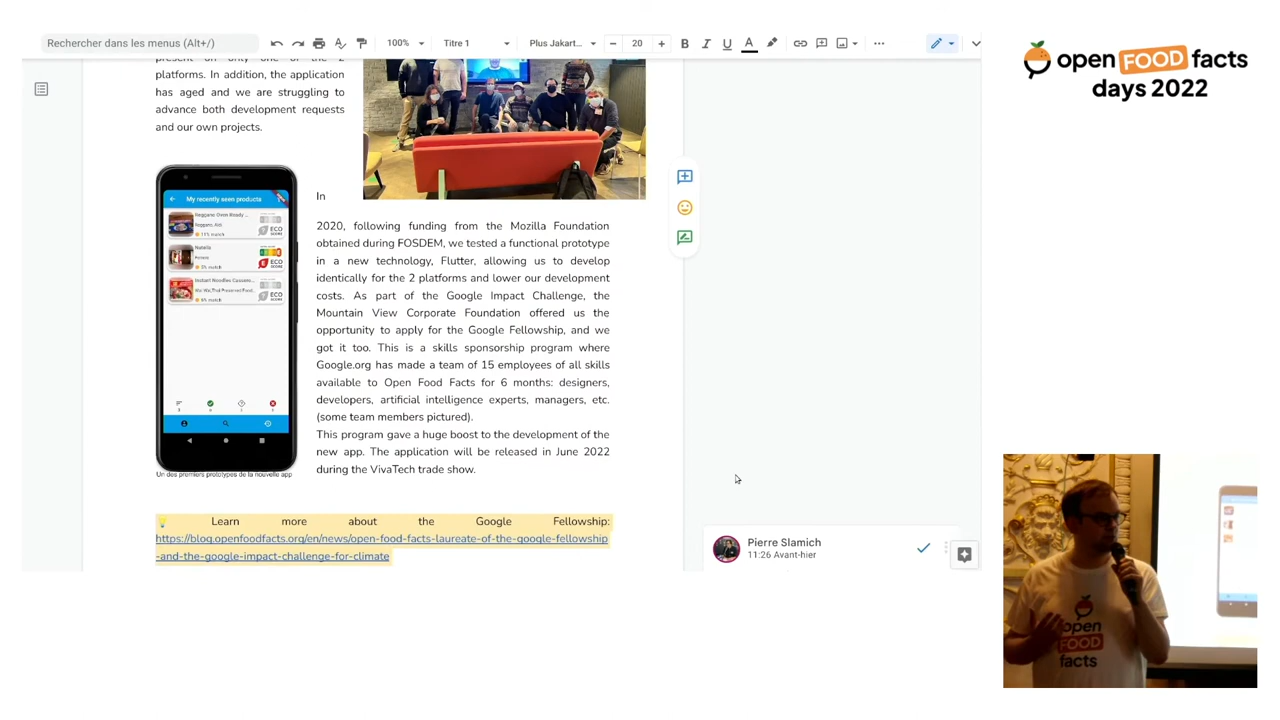 Rechercher dans les menus (Alt+/)
100%
Titre 1
Plus Jakart...
20
B I U A
open FOOD facts
days 2022
platforms. In addition, the application
has aged and we are struggling to
advance both development requests
and our own projects.
My recently seen products
Nutella
Instant Noodles
ECO
SCORE
In
2020, following funding from the Mozilla Foundation
obtained during FOSDEM, we tested a functional prototype
in a new technology, Flutter, allowing us to develop
identically for the 2 platforms and lower our development
costs. As part of the Google Impact Challenge, the
Mountain View Corporate Foundation offered us the
opportunity to apply for the Google Fellowship, and we
got it too. This is a skills sponsorship program where
Google.org has made a team of 15 employees of all skills
available to Open Food Facts for 6 months: designers,
developers, artificial intelligence experts, managers, etc.
(some team members pictured).
This program gave a huge boost to the development of the
new app. The application will be released in June 2022
during the VivaTech trade show.
Un des premiers prototypes de la nouvelle app
Learn more about the Google Fellowship:
https://blog.openfoodfacts.org/en/news/open-food-facts-laureate-of-the-google-fellowship
-and-the-google-impact-challenge-for-climate
Pierre Slamich
11:26 Avant-hier
open
FOOD
facts